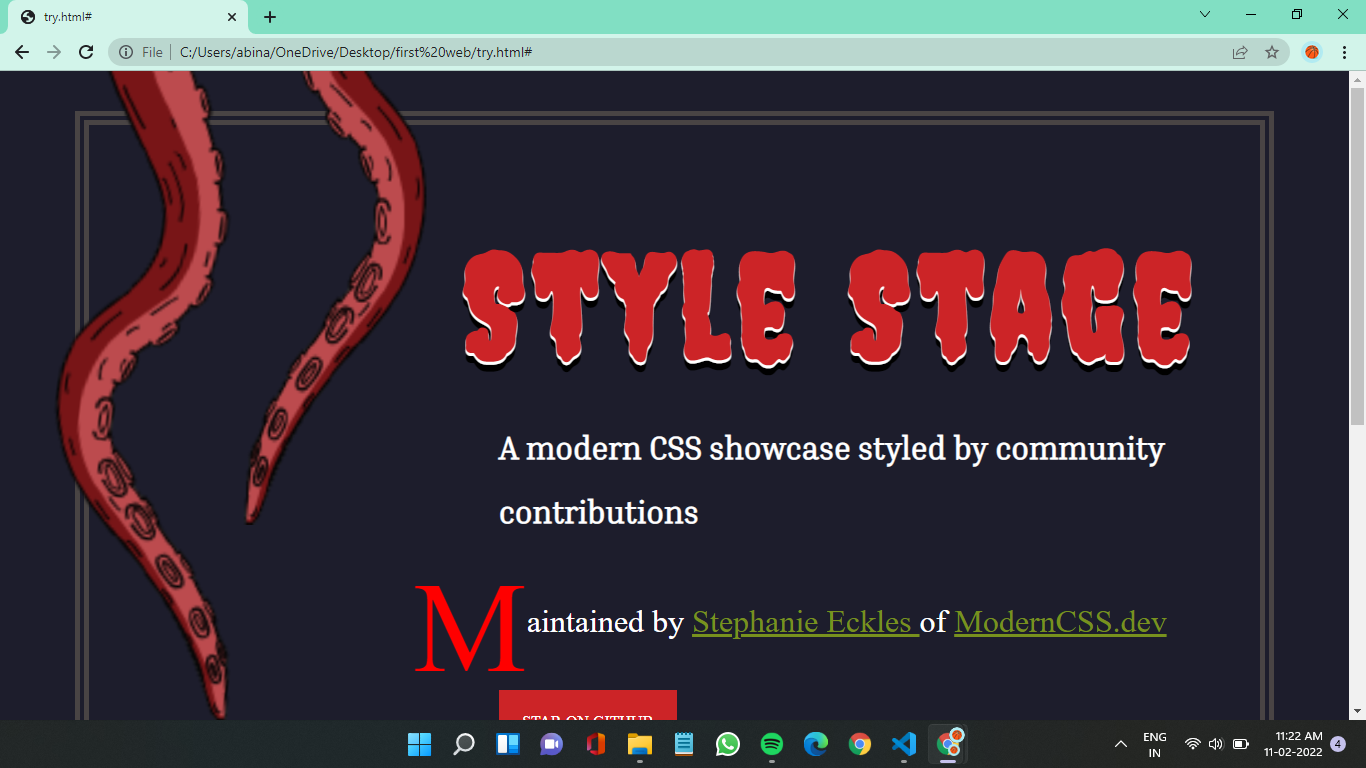 try.html#
File C:/Users/abina/OneDrive/Desktop/first%20web/try.html#
STYLE STAGE
A modern CSS showcase styled by community
contributions
Maintained by Stephanie Eckles of ModernCSS.dev
STAR ON GITHUB
ENG
IN
11:22 AM
11-02-2022
4